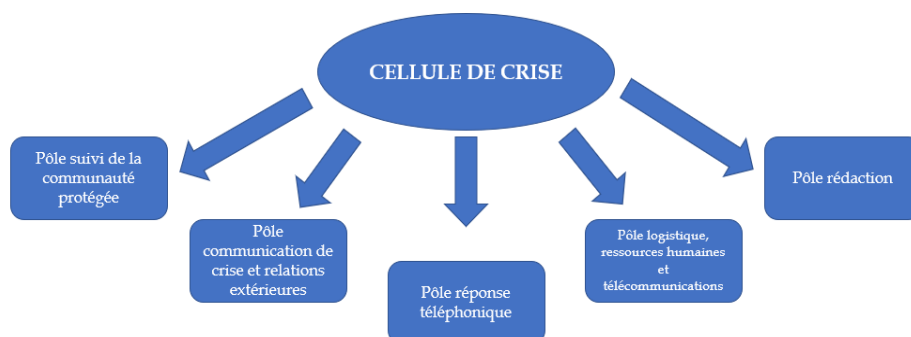 CELLULE DE CRISE
Pôle suivi de la
communauté
protégée
Pôle
communication de
crise et relations
extérieures
Pôle réponse
téléphonique
Pôle logistique,
ressources humaines
et
télécommunications
Pôle rédaction